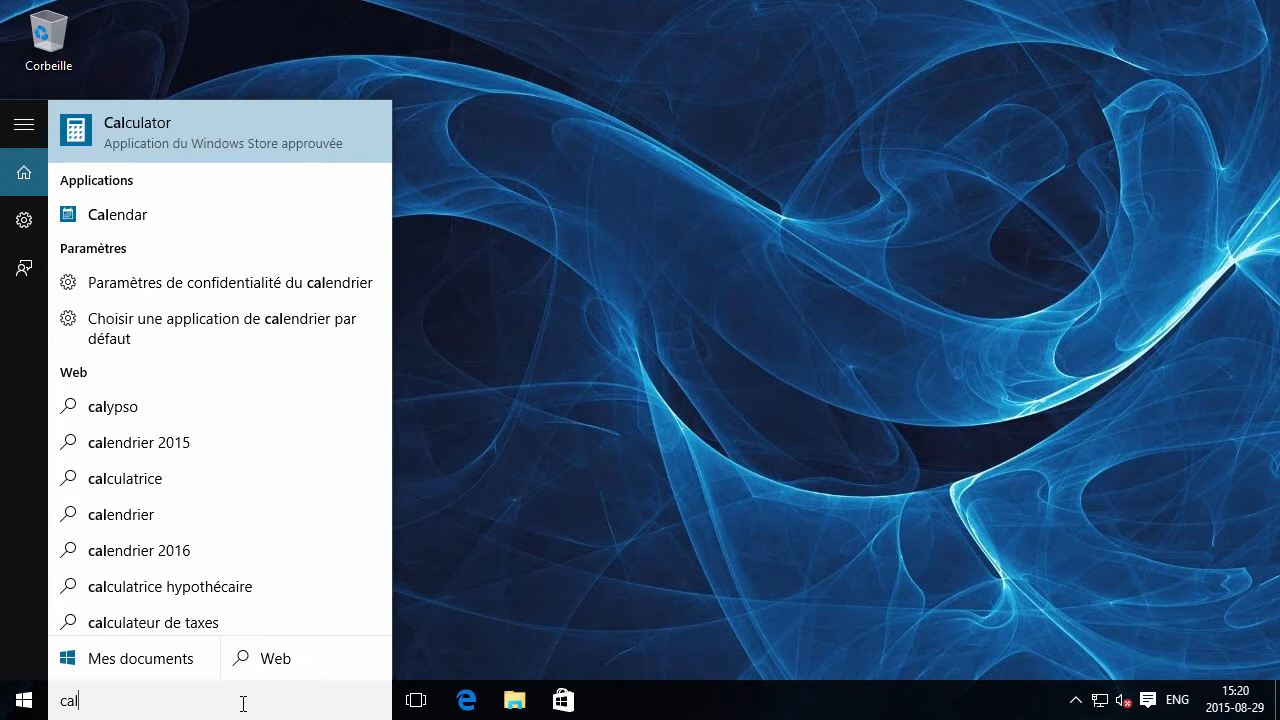 Corbeille
Calculator
Application du Windows Store approuvée
Applications
Calendar
Paramètres
Paramètres de confidentialité du calendrier
Choisir une application de calendrier par
défaut
Web
calypso
calendrier 2015
calculatrice
calendrier
calendrier 2016
calculatrice hypothécaire
calculateur de taxes
Mes documents
Web
cal
ENG
15:20
2015-08-29